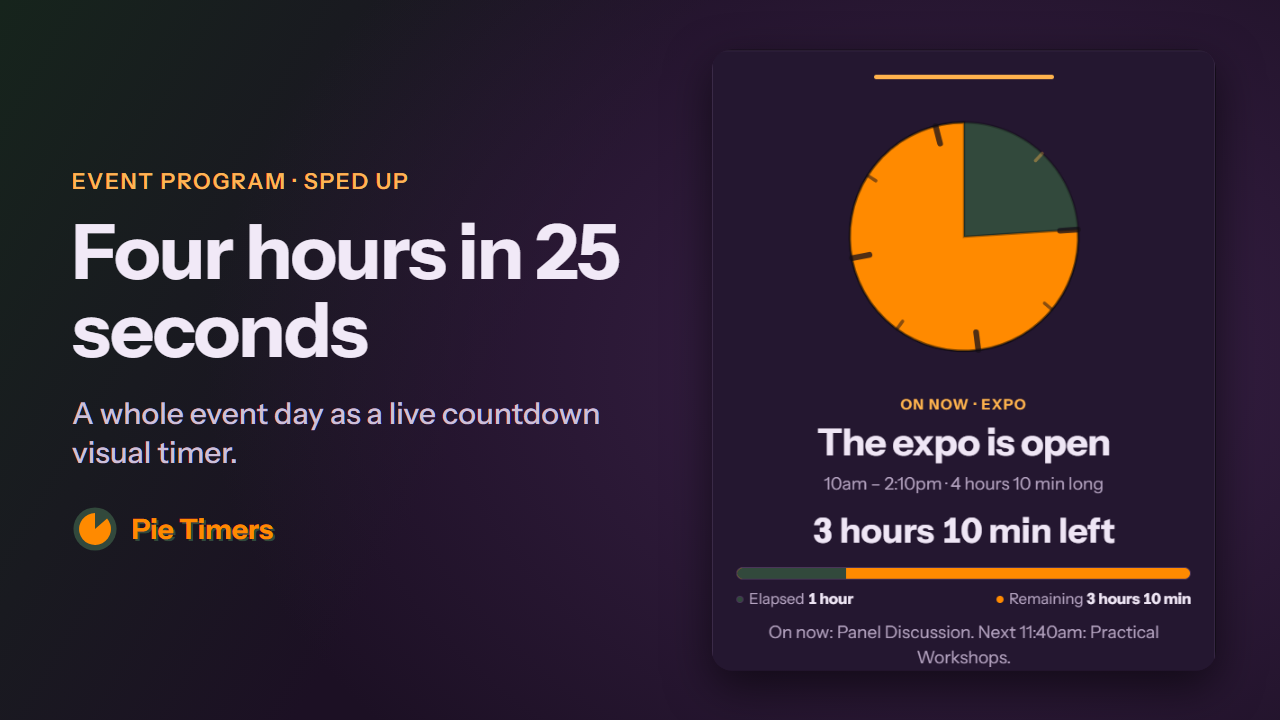 EVENT PROGRAM · SPED UP
Four hours in 25
seconds
A whole event day as a live countdown
visual timer.
Pie Timers
ON NOW · EXPO
The expo is open
10am – 2:10pm · 4 hours 10 min long
3 hours 10 min left
Elapsed 1 hour
Remaining 3 hours 10 min
On now: Panel Discussion. Next 11:40am: Practical
Workshops.